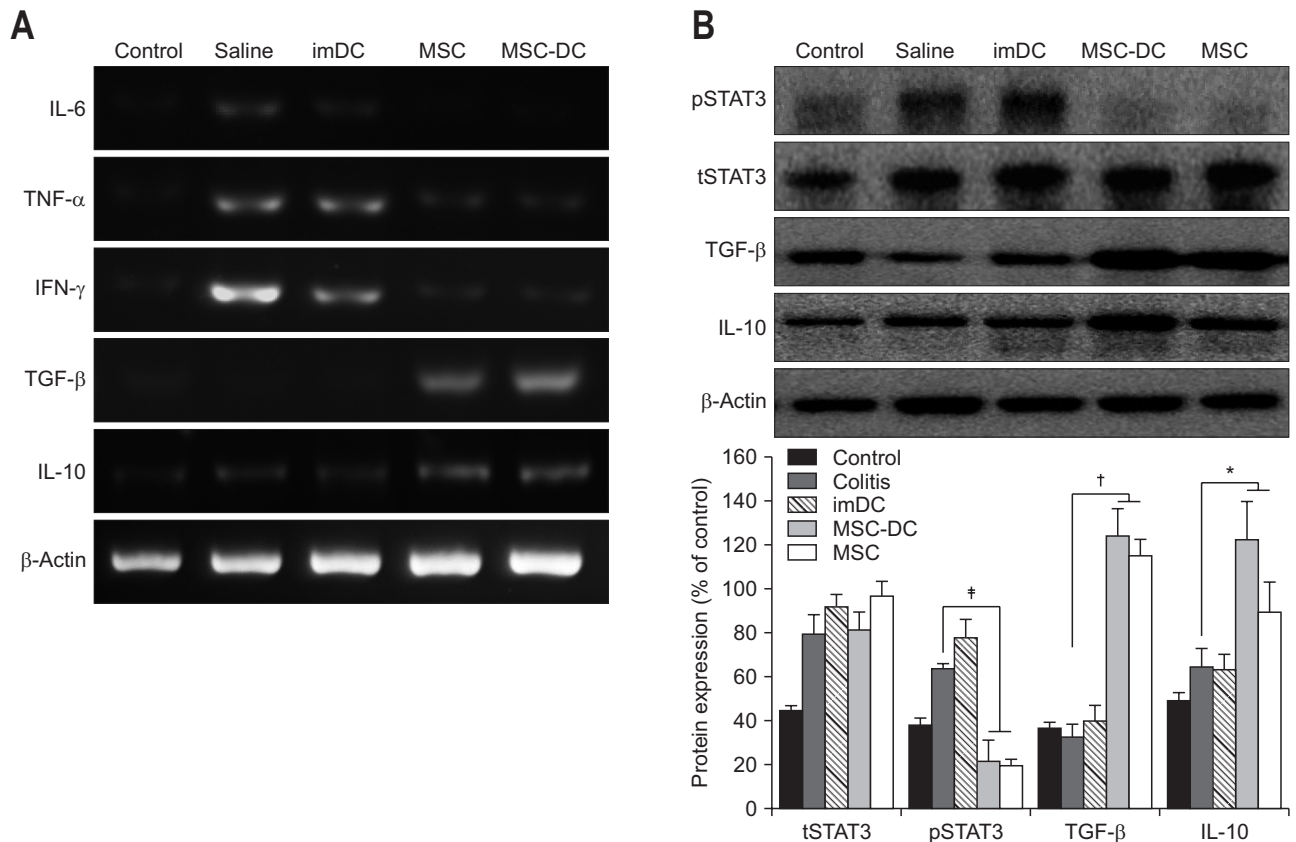 A
Control Saline imDC MSC MSC-DC
IL-6
TNF-α
IFN-γ
TGF-β
IL-10
β-Actin
B
Control Saline imDC MSC-DC MSC
pSTAT3
tSTAT3
TGF-β
IL-10
β-Actin
Protein expression (% of control)
160
140
120
100
80
60
40
20
0
Control
Colitis
imDC
MSC-DC
MSC
‡
†
*
tSTAT3 pSTAT3 TGF-β IL-10